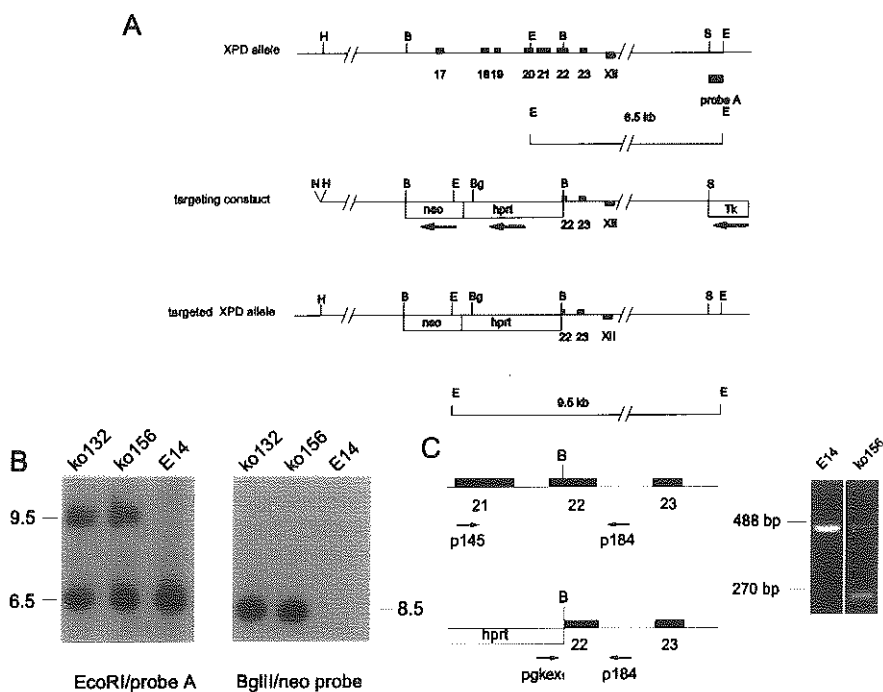 A
H B E B S E
XPD allele
17 18 19 20 21 22 23 XII
probe A
E 6.5 kb E
N H B E Bg B S
targeting construct
neo hprt Tk
22 23 XII
H B E Bg B S E
targeted XPD allele
neo hprt
22 23 XII
E 9.5 kb E
B
ko132 ko156 E14
ko132 ko156 E14
9.5
6.5
8.5
EcoRI/probe A
BglII/neo probe
C
B
21 22 23
p145 p184
B
hprt 22 23
pgkex1 p184
E14 ko156
488 bp
270 bp